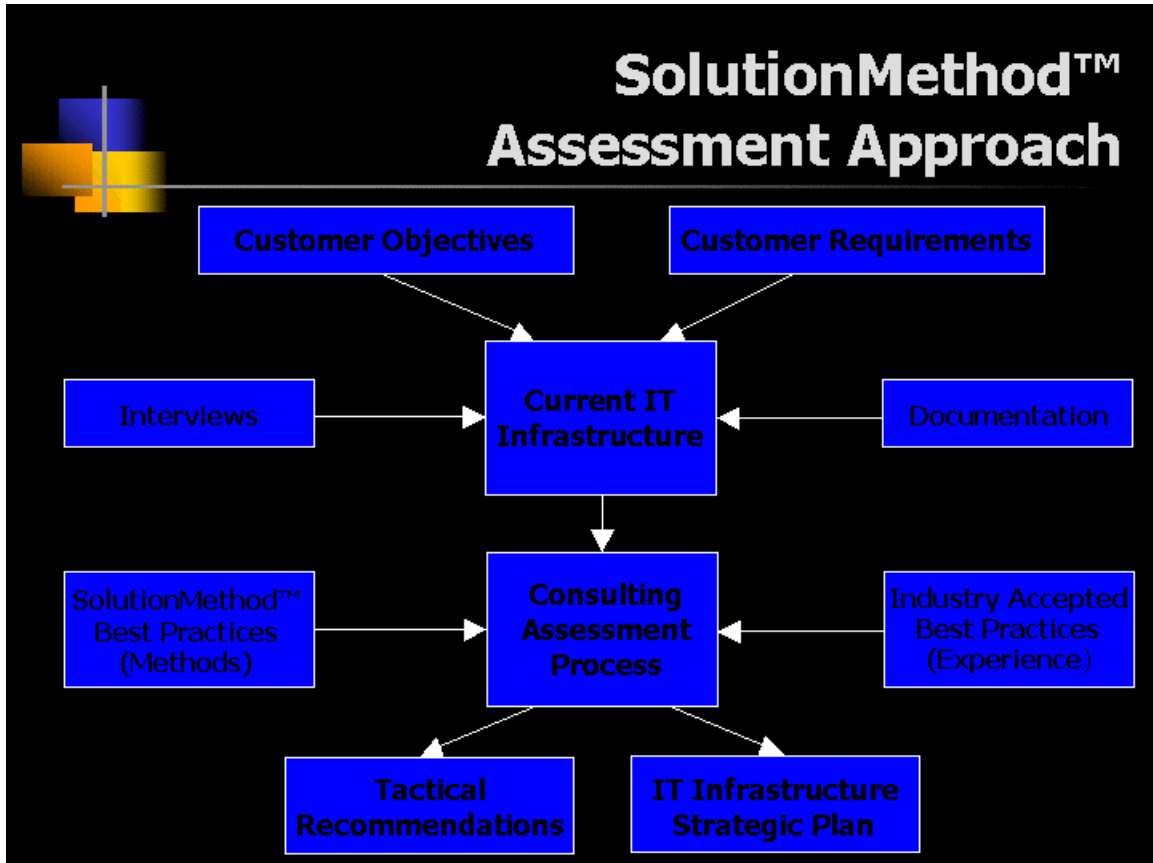 SolutionMethod™
Assessment Approach
Customer Objectives
Customer Requirements
Interviews
Current IT
Infrastructure
Documentation
SolutionMethod™
Best Practices
(Methods)
Consulting
Assessment
Process
Industry Accepted
Best Practices
(Experience)
Tactical
Recommendations
IT Infrastructure
Strategic Plan